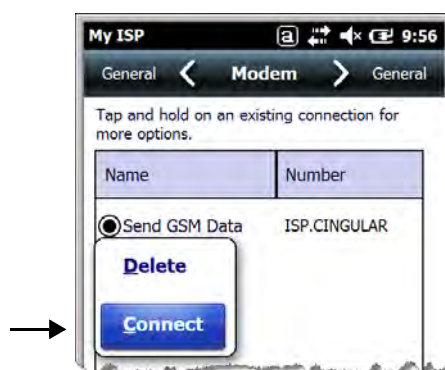 My ISP a 9:56
General Modem General
Tap and hold on an existing connection for
more options.
Name Number
Send GSM Data ISP.CINGULAR
Delete
Connect